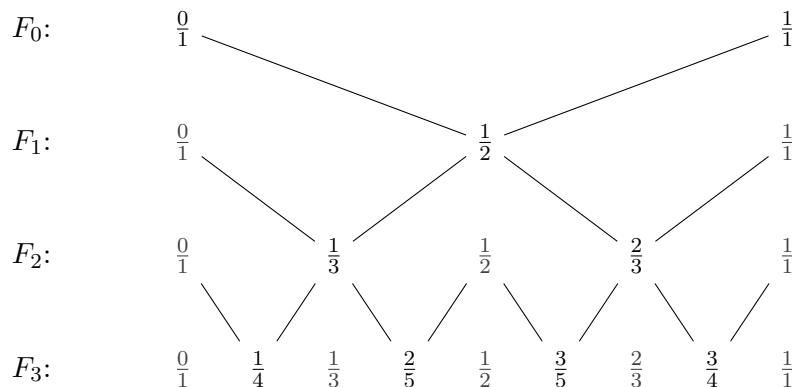 F₀: 0/1 1/1
F₁: 0/1 1/2 1/1
F₂: 0/1 1/3 1/2 2/3 1/1
F₃: 0/1 1/4 1/3 2/5 1/2 3/5 2/3 3/4 1/1